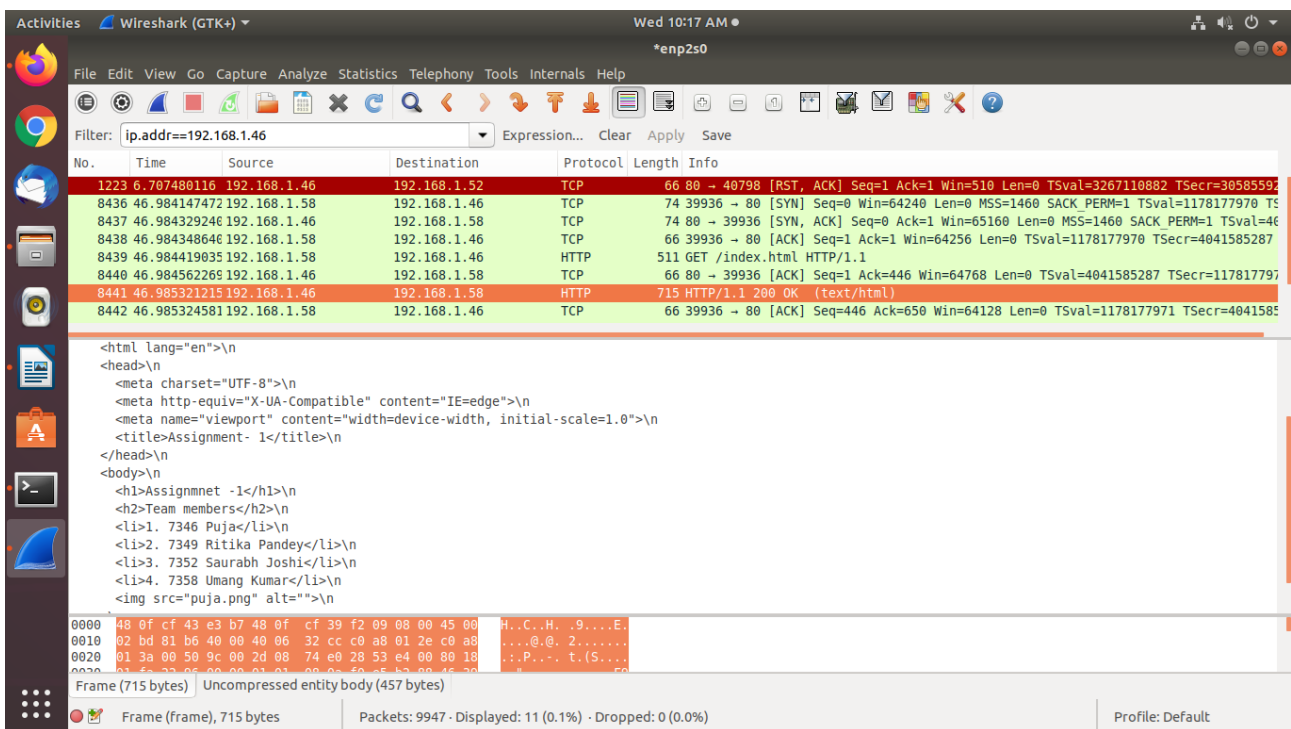 Activities Wireshark (GTK+) Wed 10:17 AM
*enp2s0
File Edit View Go Capture Analyze Statistics Telephony Tools Internals Help
Filter: ip.addr==192.168.1.46 Expression... Clear Apply Save
No. Time Source Destination Protocol Length Info
1223 6.707480116 192.168.1.46 192.168.1.52 TCP 66 80 → 40798 [RST, ACK] Seq=1 Ack=1 Win=510 Len=0 TSval=3267110882 TSecr=30585592
8436 46.984147472 192.168.1.58 192.168.1.46 TCP 74 39936 → 80 [SYN] Seq=0 Win=64240 Len=0 MSS=1460 SACK_PERM=1 TSval=1178177970 TS
8437 46.984329240 192.168.1.46 192.168.1.58 TCP 74 80 → 39936 [SYN, ACK] Seq=0 Ack=1 Win=65160 Len=0 MSS=1460 SACK_PERM=1 TSval=40
8438 46.984348640 192.168.1.58 192.168.1.46 TCP 66 39936 → 80 [ACK] Seq=1 Ack=1 Win=64256 Len=0 TSval=1178177970 TSecr=4041585287
8439 46.984419035 192.168.1.58 192.168.1.46 HTTP 511 GET /index.html HTTP/1.1
8440 46.984562269 192.168.1.46 192.168.1.58 TCP 66 80 → 39936 [ACK] Seq=1 Ack=446 Win=64768 Len=0 TSval=4041585287 TSecr=117817797
8441 46.985321215 192.168.1.46 192.168.1.58 HTTP 715 HTTP/1.1 200 OK (text/html)
8442 46.985324581 192.168.1.58 192.168.1.46 TCP 66 39936 → 80 [ACK] Seq=446 Ack=650 Win=64128 Len=0 TSval=1178177971 TSecr=4041585
<html lang="en">\n
<head>\n
<meta charset="UTF-8">\n
<meta http-equiv="X-UA-Compatible" content="IE=edge">\n
<meta name="viewport" content="width=device-width, initial-scale=1.0">\n
<title>Assignment- 1</title>\n
</head>\n
<body>\n
<h1>Assignmnet -1</h1>\n
<h2>Team members</h2>\n
<li>1. 7346 Puja</li>\n
<li>2. 7349 Ritika Pandey</li>\n
<li>3. 7352 Saurabh Joshi</li>\n
<li>4. 7358 Umang Kumar</li>\n
<img src="puja.png" alt="">\n
0000 48 0f cf 43 e3 b7 48 0f cf 39 f2 09 08 00 45 00 H..C..H. .9....E.
0010 02 bd 81 b6 40 00 40 06 32 cc c0 a8 01 2e c0 a8 ....@.@. 2.......
0020 01 3a 00 50 9c 00 2d 08 74 e0 28 53 e4 00 80 18 .:.P..-. t.(S....
Frame (715 bytes) Uncompressed entity body (457 bytes)
Frame (frame), 715 bytes Packets: 9947 · Displayed: 11 (0.1%) · Dropped: 0 (0.0%) Profile: Default